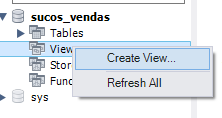 sucos_vendas
Tables
View
Create View...
Stor
Refresh All
Func
sys